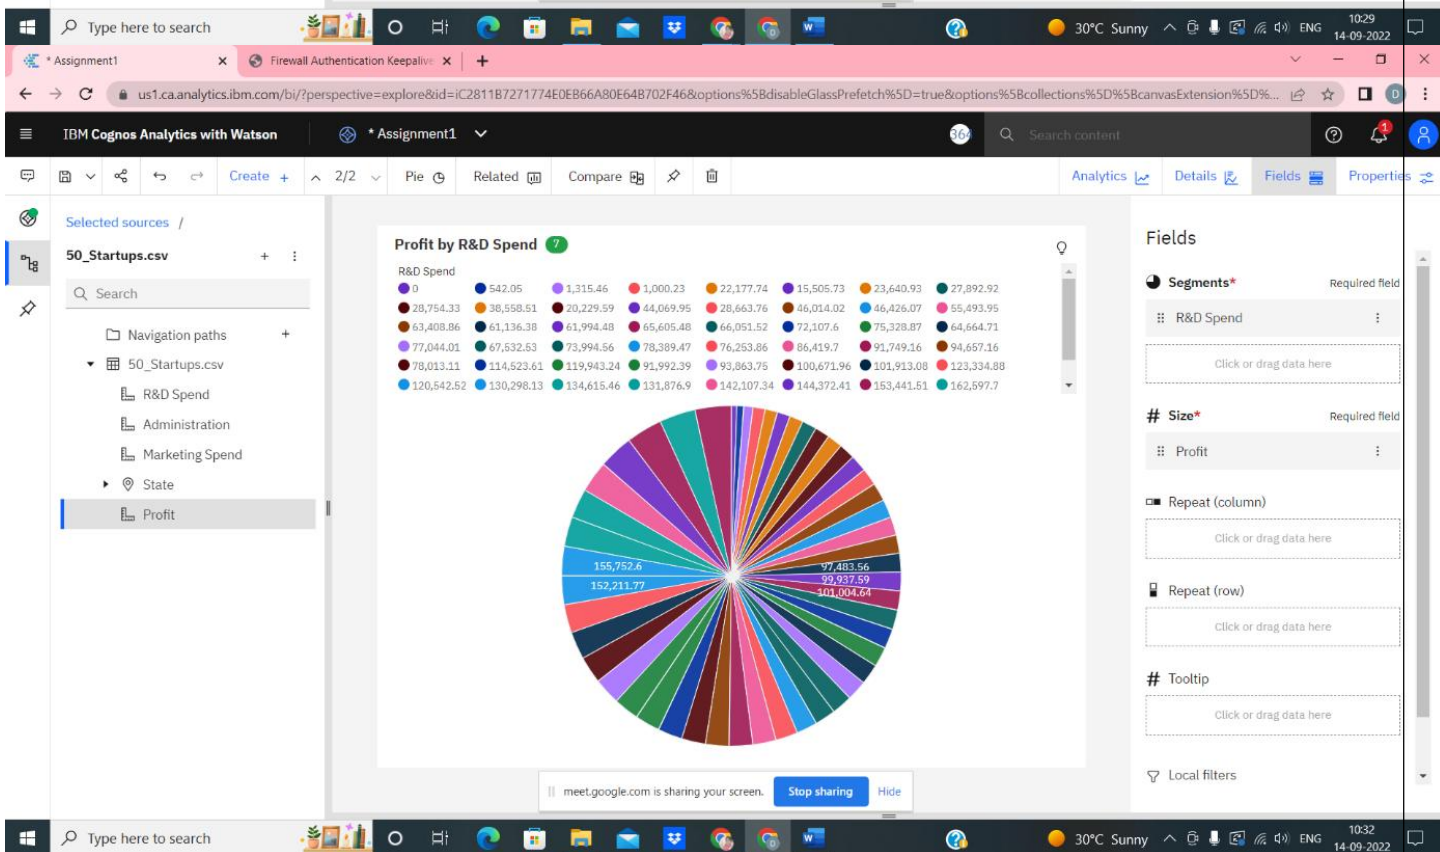 Type here to search
30°C Sunny
ENG
10:29
14-09-2022
* Assignment1
Firewall Authentication Keepalive
us1.ca.analytics.ibm.com/bi/?perspective=explore&id=iC2811B7271774E0EB66A80E64B702F46&options%5BdisableGlassPrefetch%5D=true&options%5Bcollections%5D%5BcanvasExtension%5D%...
D
IBM Cognos Analytics with Watson
* Assignment1
364
Search content
1
Create +
2/2
Pie
Related
Compare
Analytics
Details
Fields
Properties
Selected sources /
50_Startups.csv
Search
Navigation paths
50_Startups.csv
R&D Spend
Administration
Marketing Spend
State
Profit
Profit by R&D Spend 7
R&D Spend
0 542.05 1,315.46 1,000.23 22,177.74 15,505.73 23,640.93 27,892.92
28,754.33 38,558.51 20,229.59 44,069.95 28,663.76 46,014.02 46,426.07 55,493.95
63,408.86 61,136.38 61,994.48 65,605.48 66,051.52 72,107.6 75,328.87 64,664.71
77,044.01 67,532.53 73,994.56 78,389.47 76,253.86 86,419.7 91,749.16 94,657.16
78,013.11 114,523.61 119,943.24 91,992.39 93,863.75 100,671.96 101,913.08 123,334.88
120,542.52 130,298.13 134,615.46 131,876.9 142,107.34 144,372.41 153,441.51 162,597.7
155,752.6
152,211.77
97,483.56
99,937.59
101,004.64
Fields
Segments* Required field
R&D Spend
Click or drag data here
# Size* Required field
Profit
Repeat (column)
Click or drag data here
Repeat (row)
Click or drag data here
# Tooltip
Click or drag data here
Local filters
meet.google.com is sharing your screen.
Stop sharing
Hide
Type here to search
30°C Sunny
ENG
10:32
14-09-2022